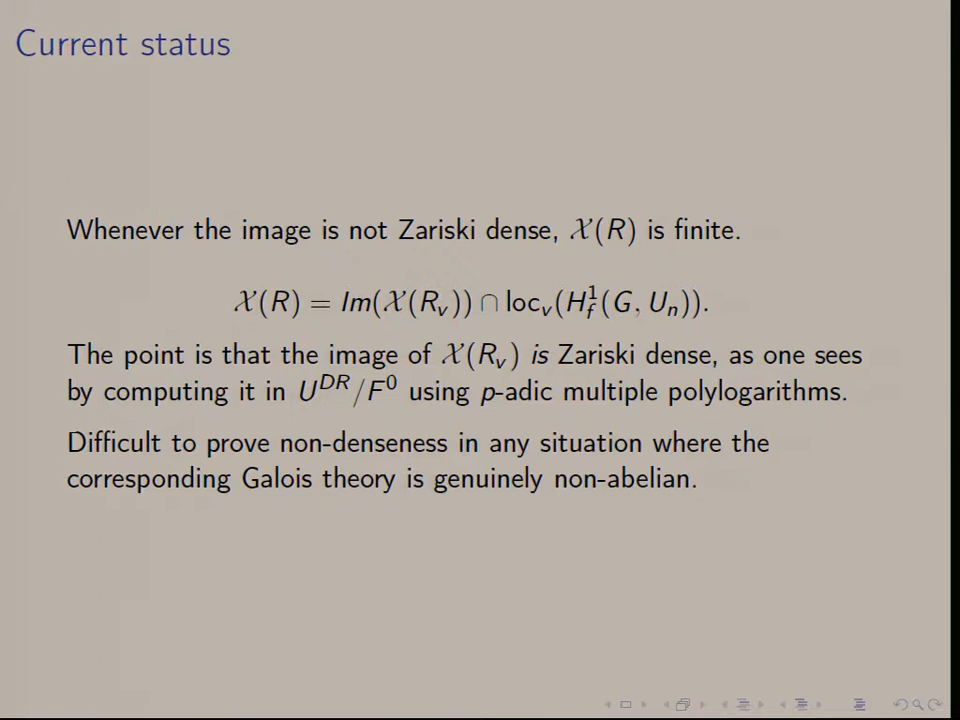 Current status
Whenever the image is not Zariski dense, 𝒳(R) is finite.
𝒳(R) = Im(𝒳(R_v)) ∩ loc_v(H^1_f(G, U_n)).
The point is that the image of 𝒳(R_v) is Zariski dense, as one sees
by computing it in U^{DR}/F^0 using p-adic multiple polylogarithms.
Difficult to prove non-denseness in any situation where the
corresponding Galois theory is genuinely non-abelian.